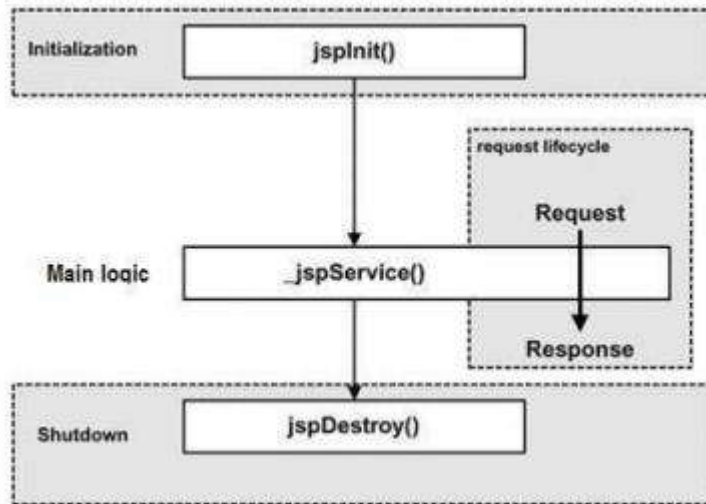 Initialization
jspInit()
request lifecycle
Request
Main logic
_jspService()
Response
jspDestroy()
Shutdown